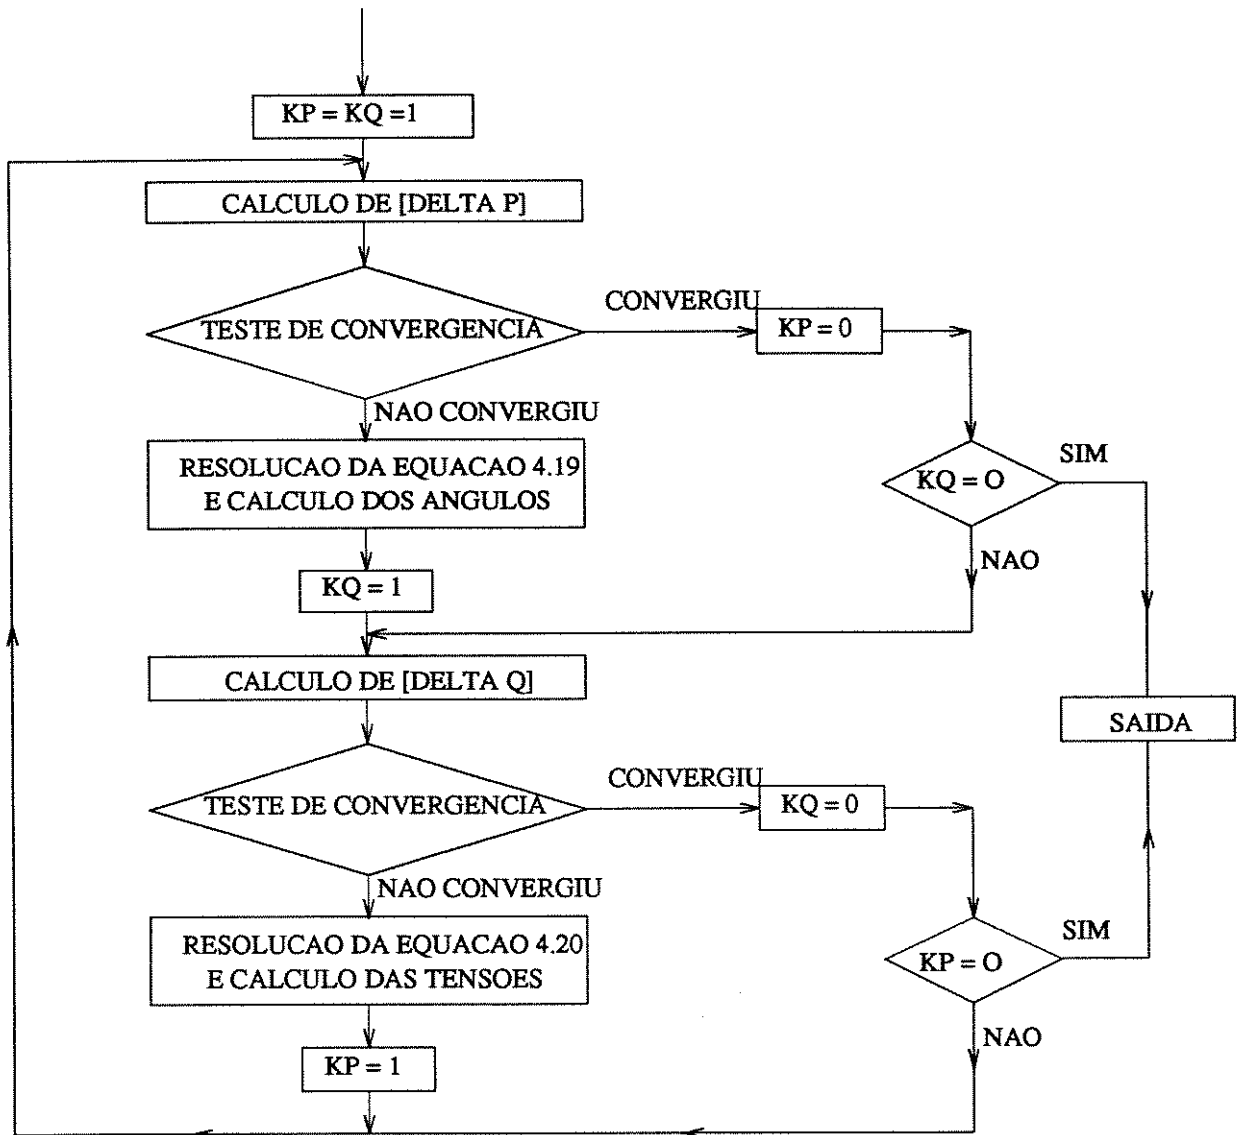 KP = KQ =1
CALCULO DE [DELTA P]
TESTE DE CONVERGENCIA
CONVERGIU
KP = 0
NAO CONVERGIU
RESOLUCAO DA EQUACAO 4.19
E CALCULO DOS ANGULOS
KQ = O
SIM
NAO
KQ = 1
CALCULO DE [DELTA Q]
SAIDA
TESTE DE CONVERGENCIA
CONVERGIU
KQ = 0
NAO CONVERGIU
RESOLUCAO DA EQUACAO 4.20
E CALCULO DAS TENSOES
KP = O
SIM
NAO
KP = 1